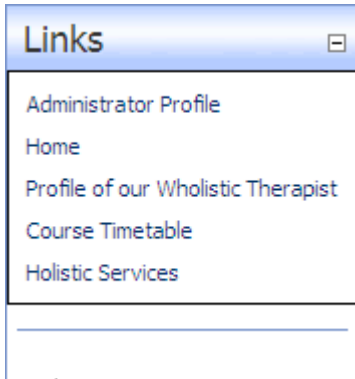 Links
Administrator Profile
Home
Profile of our Wholistic Therapist
Course Timetable
Holistic Services